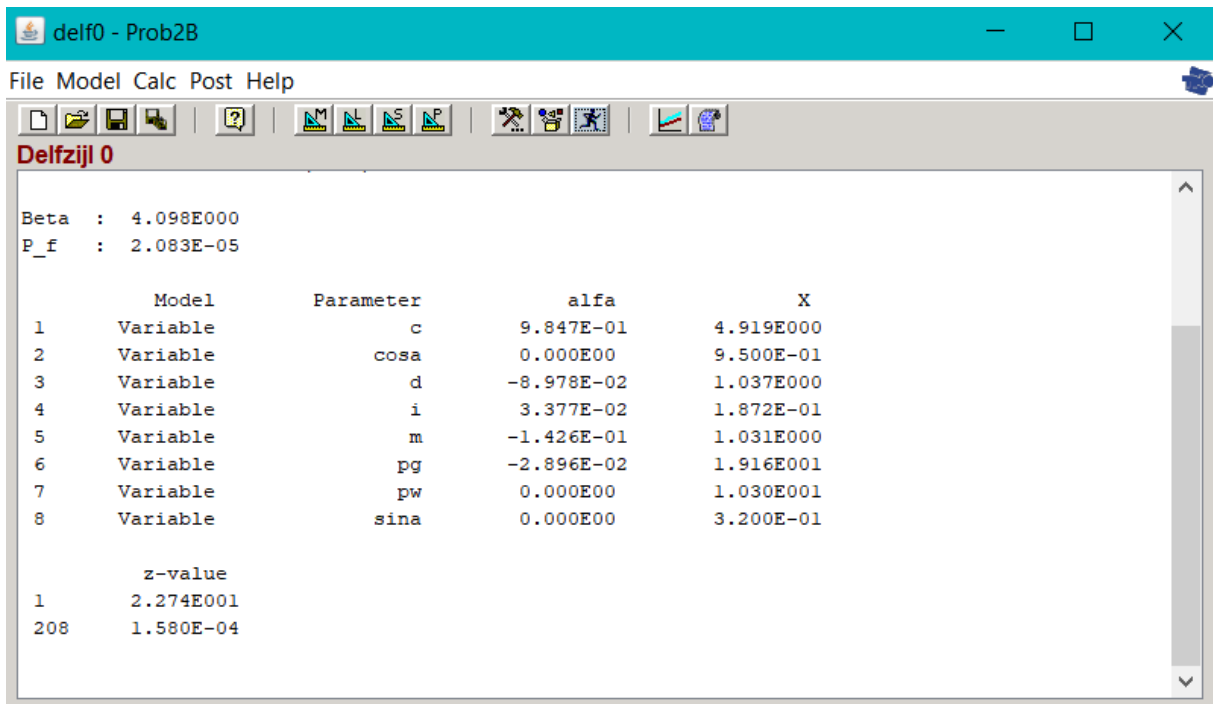 delf0 - Prob2B
File Model Calc Post Help
M L S P
Delfzijl 0
Beta : 4.098E000
P_f : 2.083E-05
Model Parameter alfa X
1 Variable c 9.847E-01 4.919E000
2 Variable cosa 0.000E00 9.500E-01
3 Variable d -8.978E-02 1.037E000
4 Variable i 3.377E-02 1.872E-01
5 Variable m -1.426E-01 1.031E000
6 Variable pg -2.896E-02 1.916E001
7 Variable pw 0.000E00 1.030E001
8 Variable sina 0.000E00 3.200E-01
z-value
1 2.274E001
208 1.580E-04